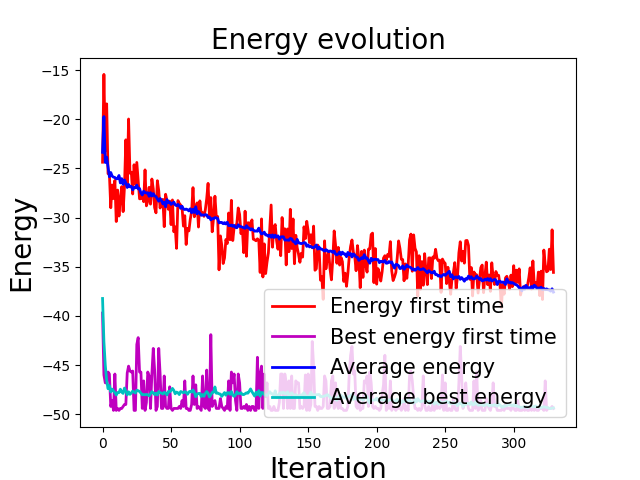 Energy evolution
Energy
−15
−20
−25
−30
−35
−40
−45
−50
Energy first time
Best energy first time
Average energy
Average best energy
0
50
100
150
200
250
300
Iteration